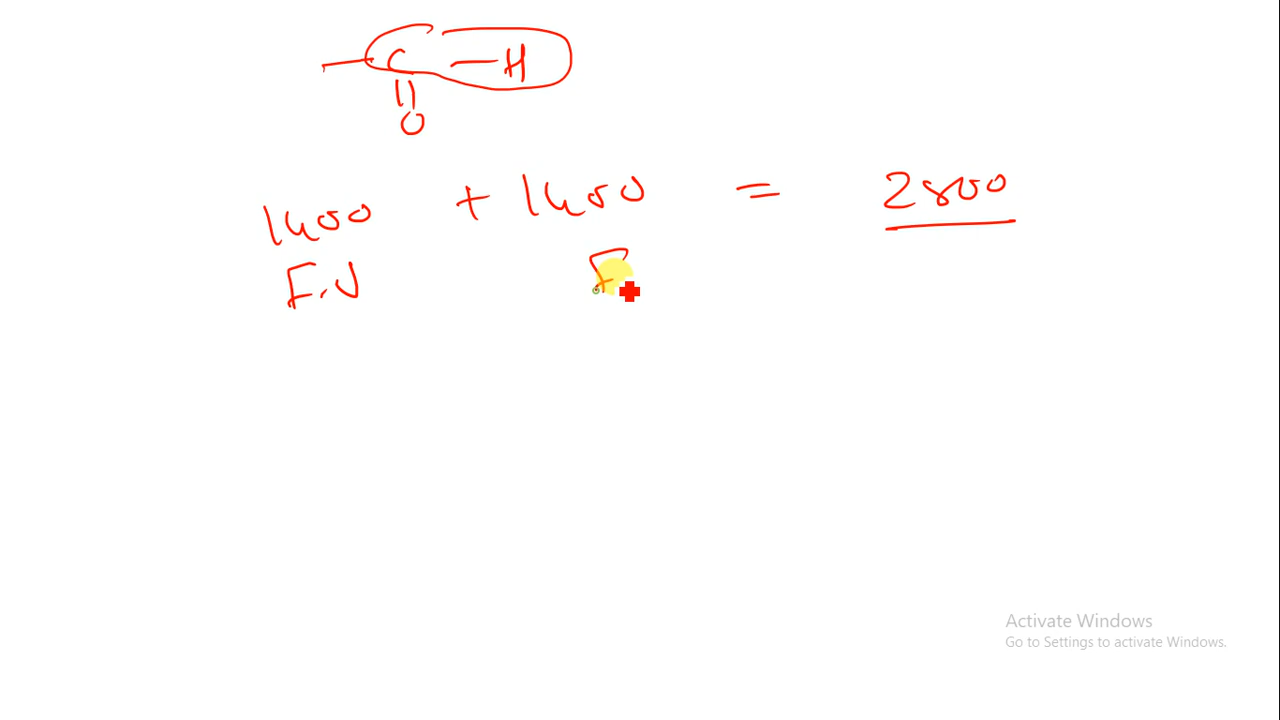 — C — H
||
O
1400 + 1400 = 2800
F.V F
Activate Windows
Go to Settings to activate Windows.